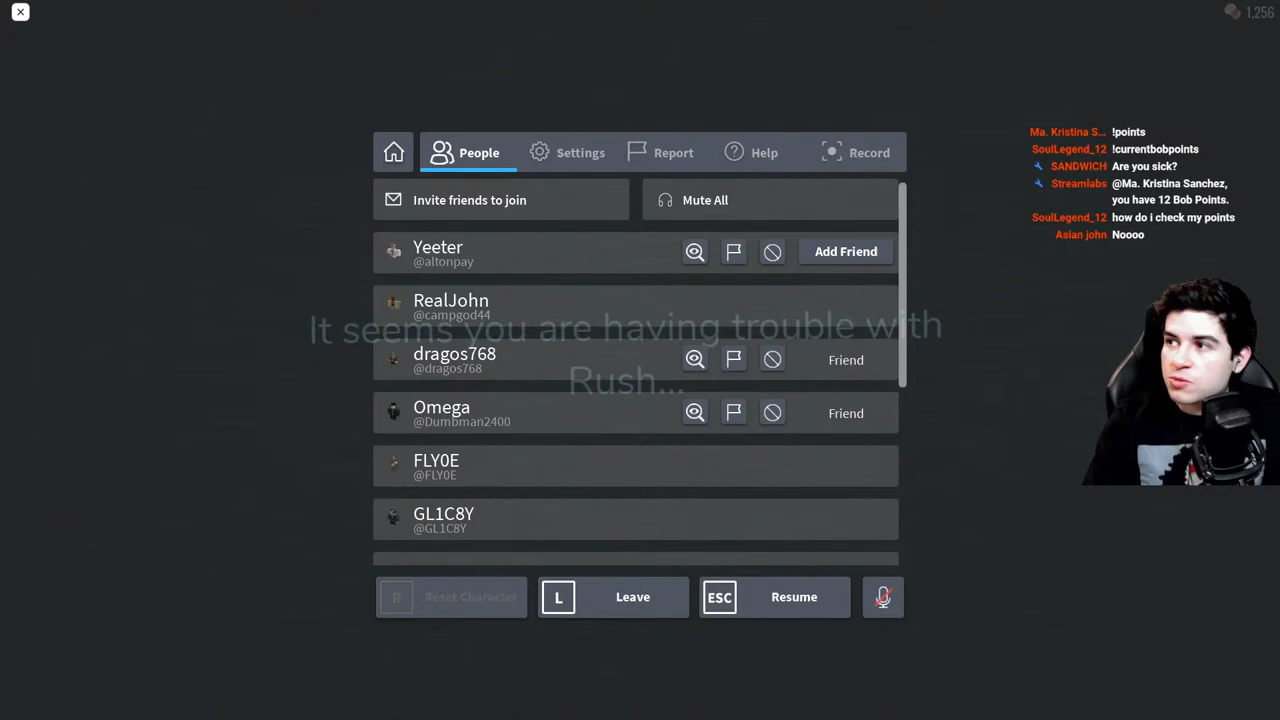 1,256
People
Settings
Report
Help
Record
Invite friends to join
Mute All
Yeeter
@altonpay
Add Friend
RealJohn
@campgod44
It seems you are having trouble with
Rush...
dragos768
@dragos768
Friend
Omega
@Dumbman2400
Friend
FLY0E
@FLY0E
GL1C8Y
@GL1C8Y
R Reset Character
L Leave
ESC Resume
Ma. Kristina S... !points
SoulLegend_12 !currentbobpoints
SANDWICH Are you sick?
Streamlabs @Ma. Kristina Sanchez,
you have 12 Bob Points.
SoulLegend_12 how do i check my points
Asian john Noooo